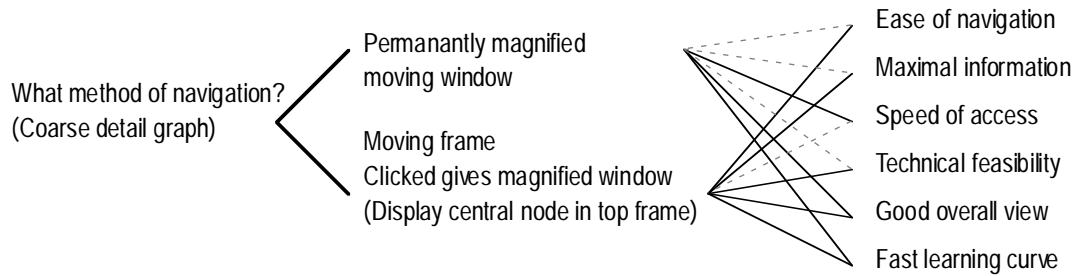 What method of navigation?
(Coarse detail graph)
Permanantly magnified
moving window
Moving frame
Clicked gives magnified window
(Display central node in top frame)
Ease of navigation
Maximal information
Speed of access
Technical feasibility
Good overall view
Fast learning curve